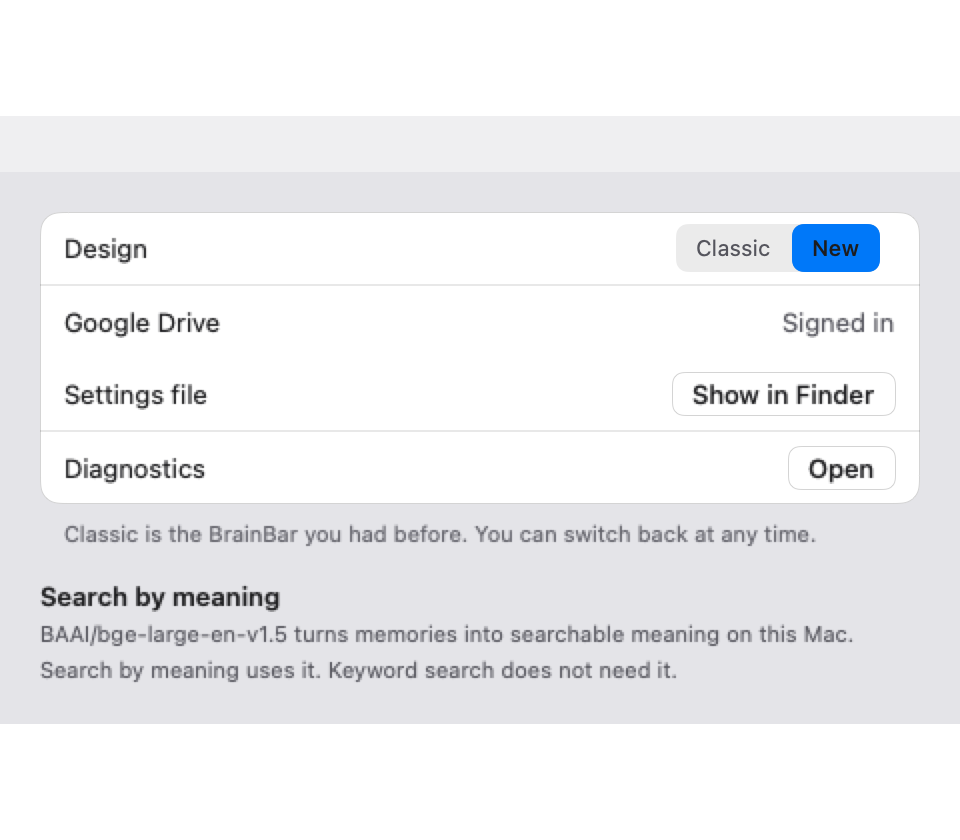 Design
Classic
New
Google Drive
Signed in
Settings file
Show in Finder
Diagnostics
Open
Classic is the BrainBar you had before. You can switch back at any time.
Search by meaning
BAAI/bge-large-en-v1.5 turns memories into searchable meaning on this Mac.
Search by meaning uses it. Keyword search does not need it.